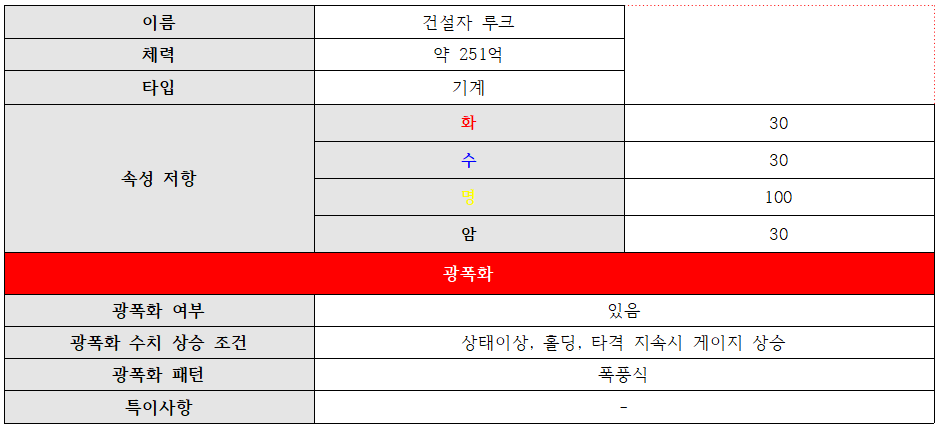 이름 건설자 루크
체력 약 251억
타입 기계
속성 저항
화 30
수 30
명 100
암 30
광폭화
광폭화 여부 있음
광폭화 수치 상승 조건 상태이상, 홀딩, 타격 지속시 게이지 상승
광폭화 패턴 폭풍식
특이사항 -